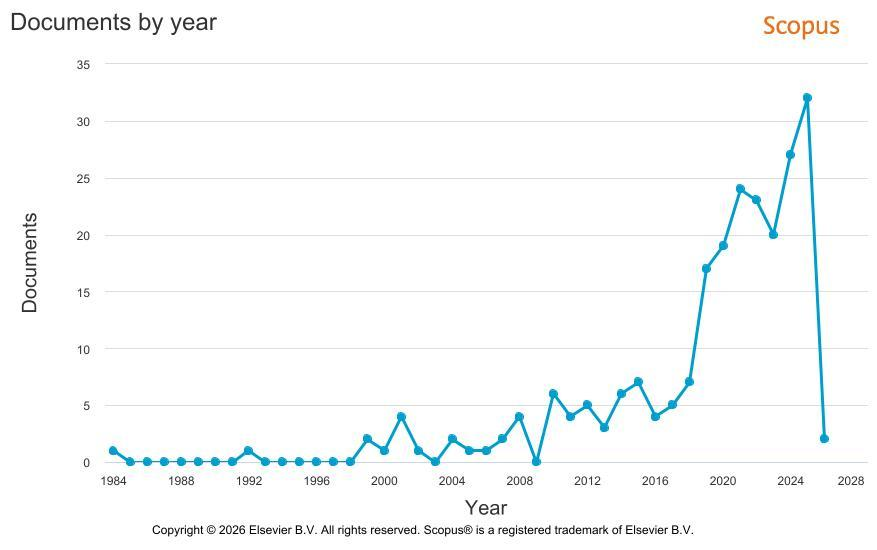 Documents by year
Scopus
35
30
25
20
15
10
5
0
Documents
1984 1988 1992 1996 2000 2004 2008 2012 2016 2020 2024 2028
Year
Copyright © 2026 Elsevier B.V. All rights reserved. Scopus® is a registered trademark of Elsevier B.V.